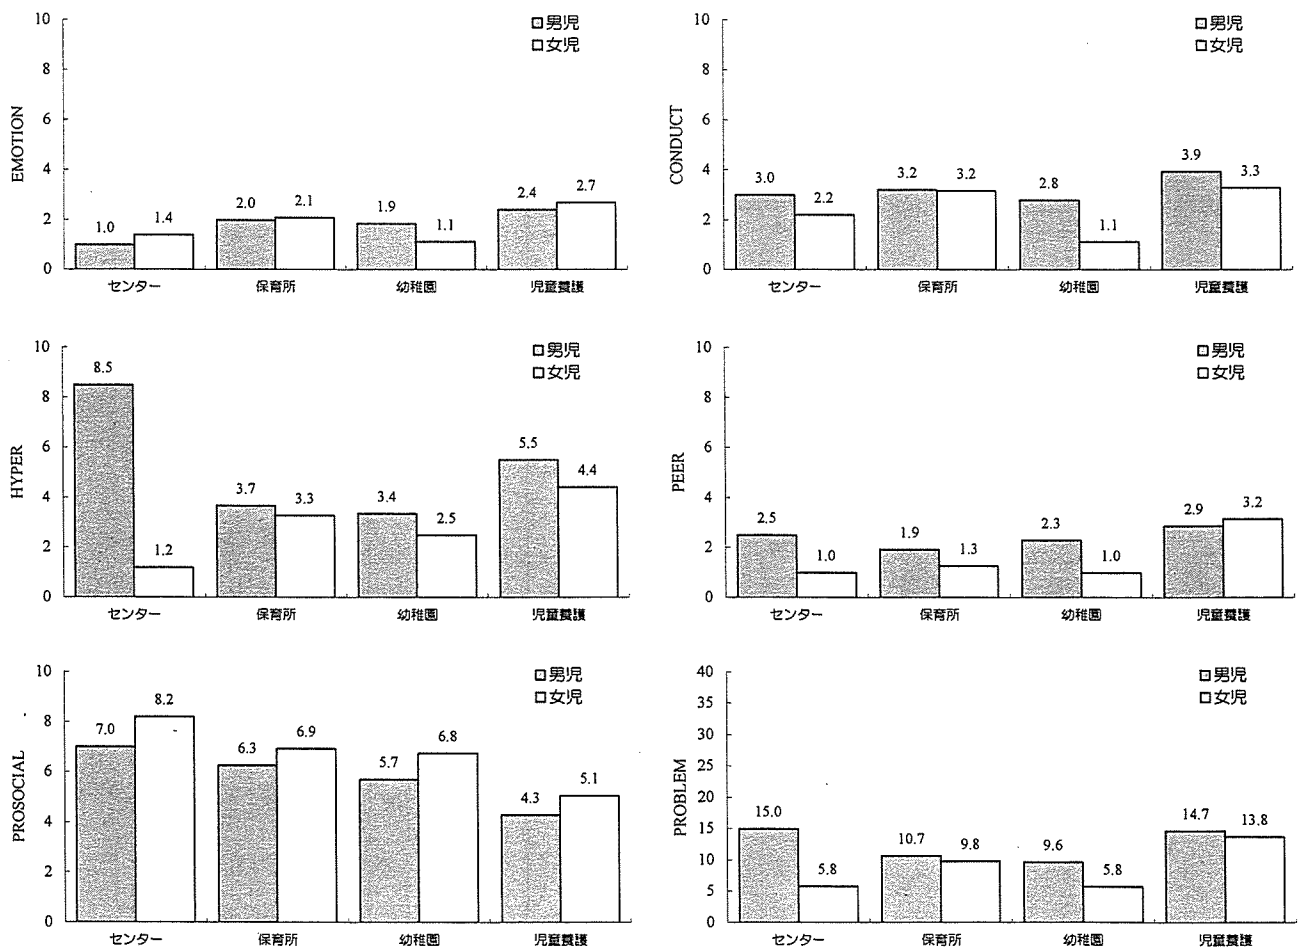 EMOTION
10
8
6
4
2
0
□男児
□女児
1.0 1.4 2.0 2.1 1.9 1.1 2.4 2.7
センター 保育所 幼稚園 児童養護
CONDUCT
10
8
6
4
2
0
□男児
□女児
3.0 2.2 3.2 3.2 2.8 1.1 3.9 3.3
センター 保育所 幼稚園 児童養護
HYPER
10
8
6
4
2
0
□男児
□女児
8.5 1.2 3.7 3.3 3.4 2.5 5.5 4.4
センター 保育所 幼稚園 児童養護
PEER
10
8
6
4
2
0
□男児
□女児
2.5 1.0 1.9 1.3 2.3 1.0 2.9 3.2
センター 保育所 幼稚園 児童養護
PROSOCIAL
10
8
6
4
2
0
□男児
□女児
7.0 8.2 6.3 6.9 5.7 6.8 4.3 5.1
センター 保育所 幼稚園 児童養護
PROBLEM
40
35
30
25
20
15
10
5
0
□男児
□女児
15.0 5.8 10.7 9.8 9.6 5.8 14.7 13.8
センター 保育所 幼稚園 児童養護